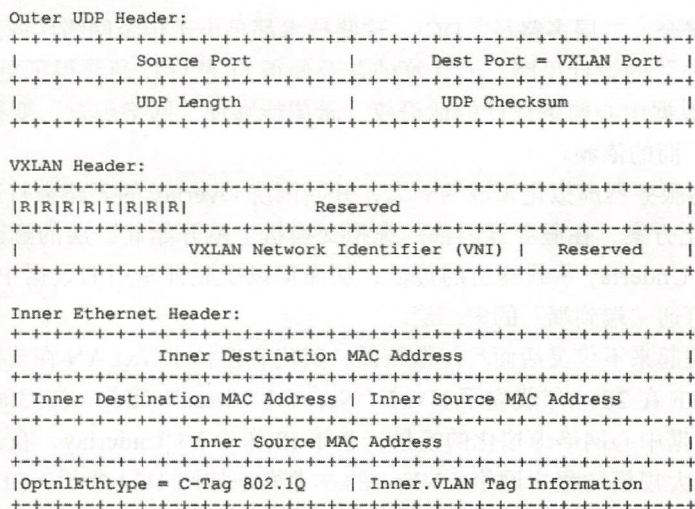 Outer UDP Header:
+-+-+-+-+-+-+-+-+-+-+-+-+-+-+-+-+-+-+-+-+-+-+-+-+-+-+-+-+-+-+-+-+
| Source Port | Dest Port = VXLAN Port |
+-+-+-+-+-+-+-+-+-+-+-+-+-+-+-+-+-+-+-+-+-+-+-+-+-+-+-+-+-+-+-+-+
| UDP Length | UDP Checksum |
+-+-+-+-+-+-+-+-+-+-+-+-+-+-+-+-+-+-+-+-+-+-+-+-+-+-+-+-+-+-+-+-+
VXLAN Header:
+-+-+-+-+-+-+-+-+-+-+-+-+-+-+-+-+-+-+-+-+-+-+-+-+-+-+-+-+-+-+-+-+
|R|R|R|R|I|R|R|R| Reserved |
+-+-+-+-+-+-+-+-+-+-+-+-+-+-+-+-+-+-+-+-+-+-+-+-+-+-+-+-+-+-+-+-+
| VXLAN Network Identifier (VNI) | Reserved |
+-+-+-+-+-+-+-+-+-+-+-+-+-+-+-+-+-+-+-+-+-+-+-+-+-+-+-+-+-+-+-+-+
Inner Ethernet Header:
+-+-+-+-+-+-+-+-+-+-+-+-+-+-+-+-+-+-+-+-+-+-+-+-+-+-+-+-+-+-+-+-+
| Inner Destination MAC Address |
+-+-+-+-+-+-+-+-+-+-+-+-+-+-+-+-+-+-+-+-+-+-+-+-+-+-+-+-+-+-+-+-+
| Inner Destination MAC Address | Inner Source MAC Address |
+-+-+-+-+-+-+-+-+-+-+-+-+-+-+-+-+-+-+-+-+-+-+-+-+-+-+-+-+-+-+-+-+
| Inner Source MAC Address |
+-+-+-+-+-+-+-+-+-+-+-+-+-+-+-+-+-+-+-+-+-+-+-+-+-+-+-+-+-+-+-+-+
|OptnlEthtype = C-Tag 802.1Q | Inner.VLAN Tag Information |
+-+-+-+-+-+-+-+-+-+-+-+-+-+-+-+-+-+-+-+-+-+-+-+-+-+-+-+-+-+-+-+-+